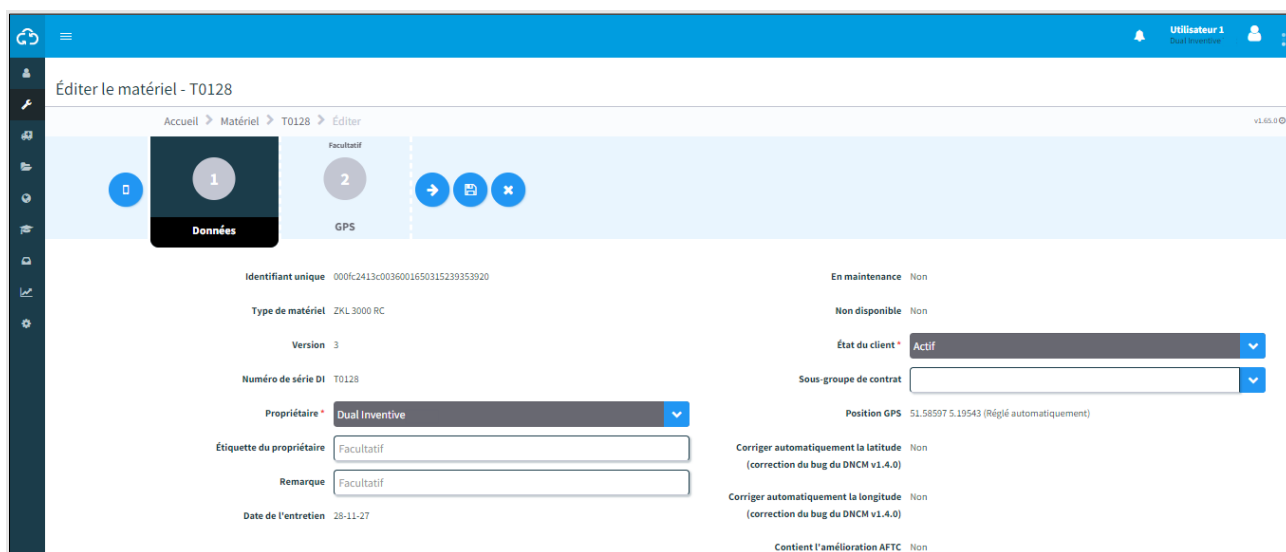 Utilisateur 1
Dual Inventive
Éditer le matériel - T0128
Accueil Matériel T0128 Éditer
v1.65.0
1
Données
Facultatif
2
GPS
Identifiant unique 000fc2413c0036001650315239353920
Type de matériel ZKL 3000 RC
Version 3
Numéro de série DI T0128
Propriétaire * Dual Inventive
Étiquette du propriétaire Facultatif
Remarque Facultatif
Date de l'entretien 28-11-27
En maintenance Non
Non disponible Non
État du client * Actif
Sous-groupe de contrat
Position GPS 51.58597 5.19543 (Réglé automatiquement)
Corriger automatiquement la latitude Non
(correction du bug du DNCM v1.4.0)
Corriger automatiquement la longitude Non
(correction du bug du DNCM v1.4.0)
Contient l'amélioration AFTC Non